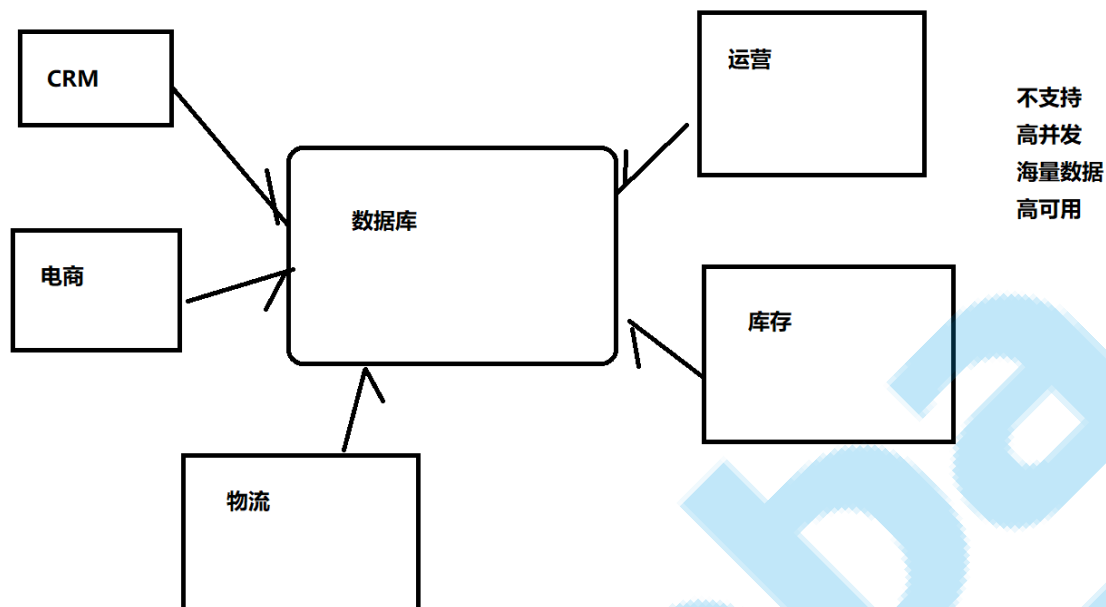 CRM
运营
不支持
高并发
海量数据
高可用
数据库
电商
库存
物流